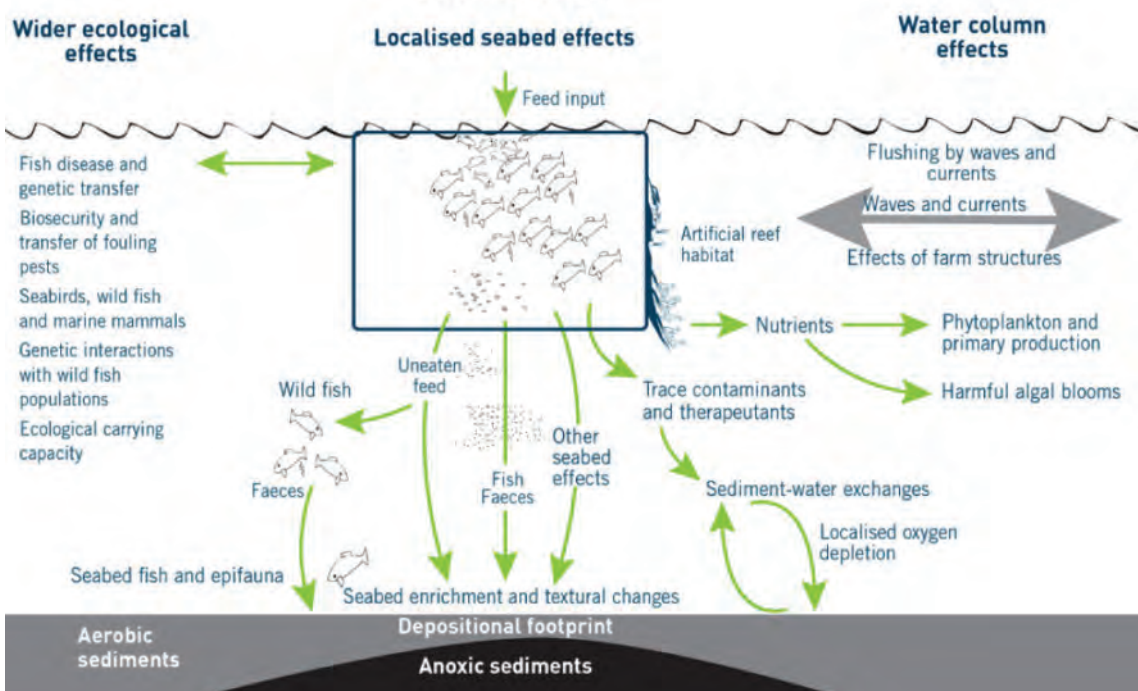 Wider ecological
effects
Localised seabed effects
Water column
effects
Feed input
Fish disease and
genetic transfer
Biosecurity and
transfer of fouling
pests
Seabirds, wild fish
and marine mammals
Genetic interactions
with wild fish
populations
Ecological carrying
capacity
Artificial reef
habitat
Flushing by waves and
currents
Waves and currents
Effects of farm structures
Nutrients
Phytoplankton and
primary production
Harmful algal blooms
Uneaten
feed
Wild fish
Faeces
Fish
Faeces
Other
seabed
effects
Trace contaminants
and therapeutants
Sediment-water exchanges
Localised oxygen
depletion
Seabed fish and epifauna
Seabed enrichment and textural changes
Depositional footprint
Aerobic
sediments
Anoxic sediments